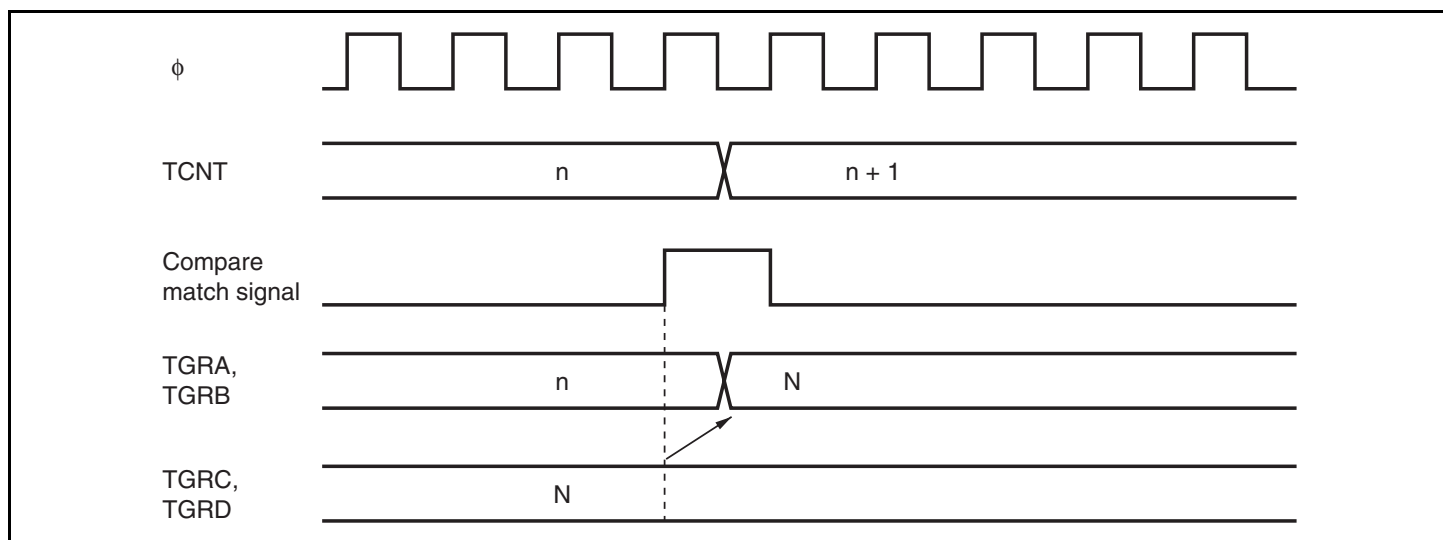 ϕ
TCNT
n
n + 1
Compare
match signal
TGRA,
TGRB
n
N
TGRC,
TGRD
N